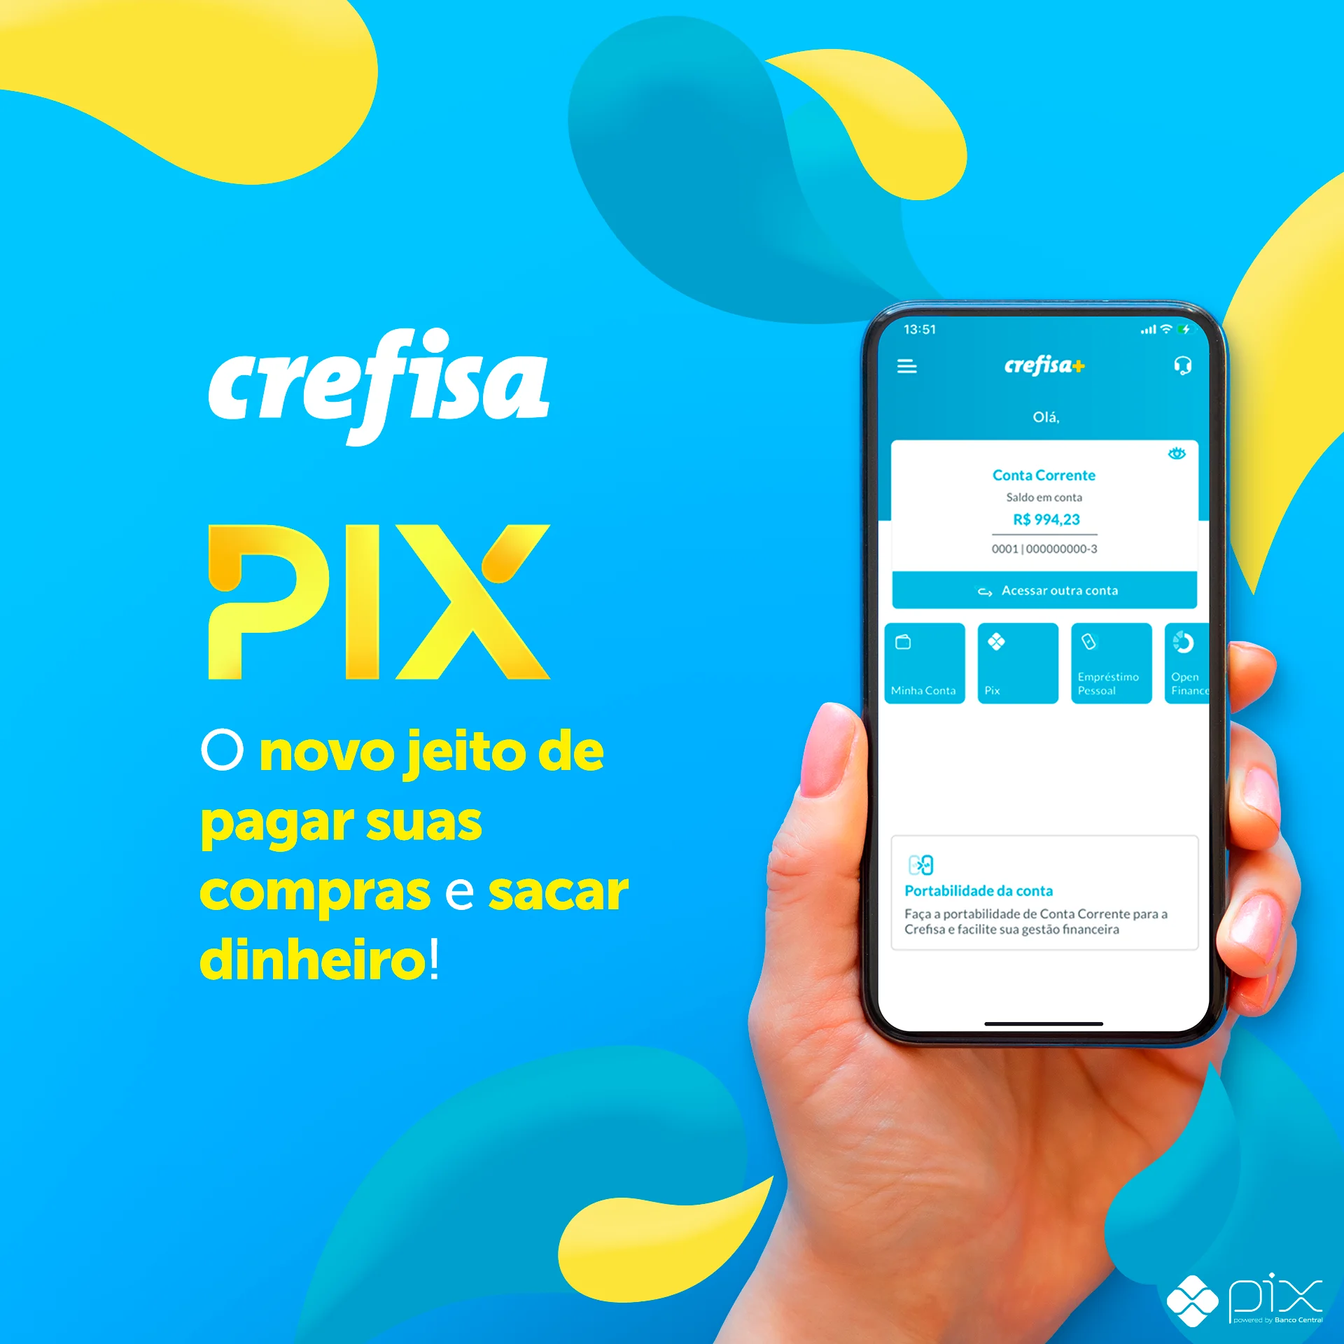 crefisa
PIX
O novo jeito de
pagar suas
compras e sacar
dinheiro!
13:51
crefisa+
Olá,
Conta Corrente
Saldo em conta
R$ 994,23
0001 | 000000000-3
Acessar outra conta
Minha Conta
Pix
Empréstimo
Pessoal
Open
Finance
Portabilidade da conta
Faça a portabilidade de Conta Corrente para a
Crefisa e facilite sua gestão financeira
pix
powered by Banco Central